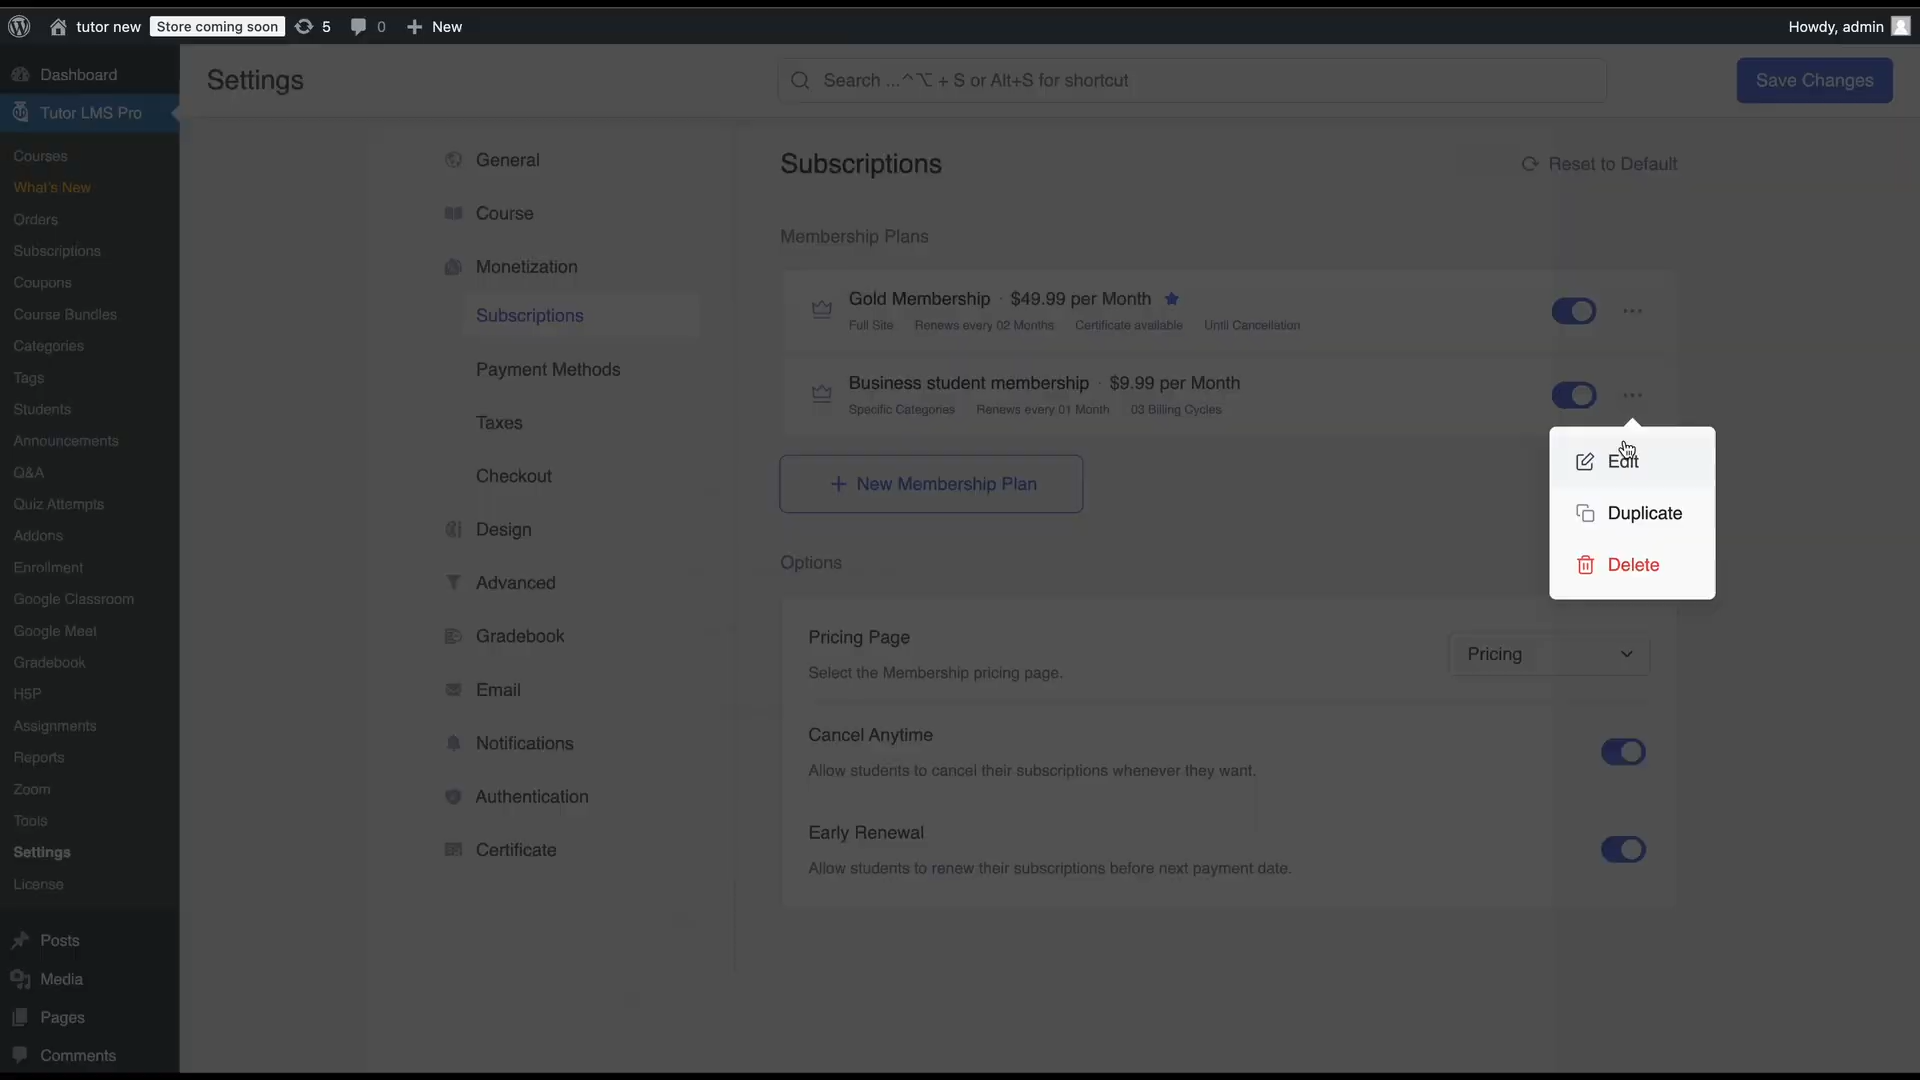 tutor new Store coming soon 5 0 New Howdy, admin
Dashboard
Tutor LMS Pro
Courses
What's New
Orders
Subscriptions
Coupons
Course Bundles
Categories
Tags
Students
Announcements
Q&A
Quiz Attempts
Addons
Enrollment
Google Classroom
Google Meet
Gradebook
H5P
Assignments
Reports
Zoom
Tools
Settings
License
Posts
Media
Pages
Comments
Settings
Search ...^⌥ + S or Alt+S for shortcut
Save Changes
General
Course
Monetization
Subscriptions
Payment Methods
Taxes
Checkout
Design
Advanced
Gradebook
Email
Notifications
Authentication
Certificate
Subscriptions
Reset to Default
Membership Plans
Gold Membership · $49.99 per Month
Full Site Renews every 02 Months Certificate available Until Cancellation
Business student membership · $9.99 per Month
Specific Categories Renews every 01 Month 03 Billing Cycles
+ New Membership Plan
Edit
Duplicate
Delete
Options
Pricing Page
Select the Membership pricing page.
Pricing
Cancel Anytime
Allow students to cancel their subscriptions whenever they want.
Early Renewal
Allow students to renew their subscriptions before next payment date.